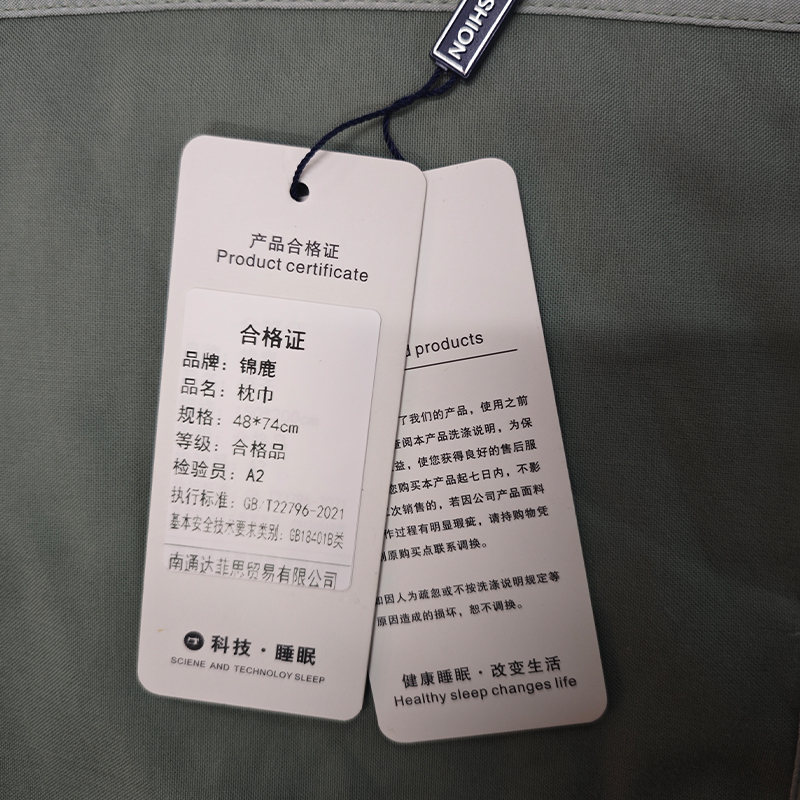 SHION
产品合格证
Product certificate
合格证
品牌：锦鹿
品名：枕巾
规格：48*74cm
等级：合格品
检验员：A2
执行标准：GB/T22796-2021
基本安全技术要求类别：GB18401B类
南通达菲思贸易有限公司
科技·睡眠
SCIENE AND TECHNOLOY SLEEP
products
了我们的产品，使用之前
阅本产品洗涤说明，为保
益，使您获得良好的售后服
购买本产品起七日内，不影
次销售的，若因公司产品面料
作过程有明显瑕疵，请持购物凭
原购买点联系调换。
如因人为疏忽或不按洗涤说明规定等
原因造成的损坏，恕不调换。
健康睡眠·改变生活
Healthy sleep changes life